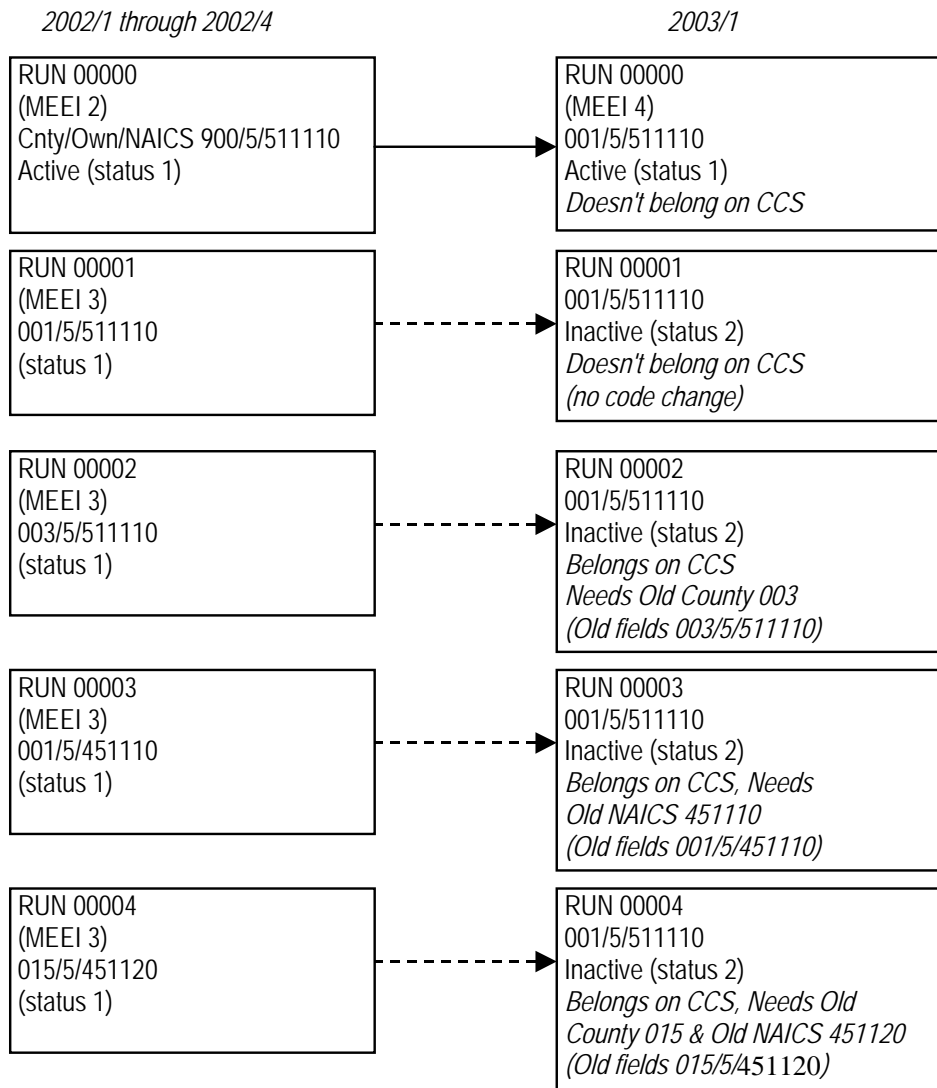 2002/1 through 2002/4
2003/1
RUN 00000
(MEEI 2)
Cnty/Own/NAICS 900/5/511110
Active (status 1)
RUN 00000
(MEEI 4)
001/5/511110
Active (status 1)
Doesn't belong on CCS
RUN 00001
(MEEI 3)
001/5/511110
(status 1)
RUN 00001
001/5/511110
Inactive (status 2)
Doesn't belong on CCS
(no code change)
RUN 00002
(MEEI 3)
003/5/511110
(status 1)
RUN 00002
001/5/511110
Inactive (status 2)
Belongs on CCS
Needs Old County 003
(Old fields 003/5/511110)
RUN 00003
(MEEI 3)
001/5/451110
(status 1)
RUN 00003
001/5/511110
Inactive (status 2)
Belongs on CCS, Needs
Old NAICS 451110
(Old fields 001/5/451110)
RUN 00004
(MEEI 3)
015/5/451120
(status 1)
RUN 00004
001/5/511110
Inactive (status 2)
Belongs on CCS, Needs Old
County 015 & Old NAICS 451120
(Old fields 015/5/451120)